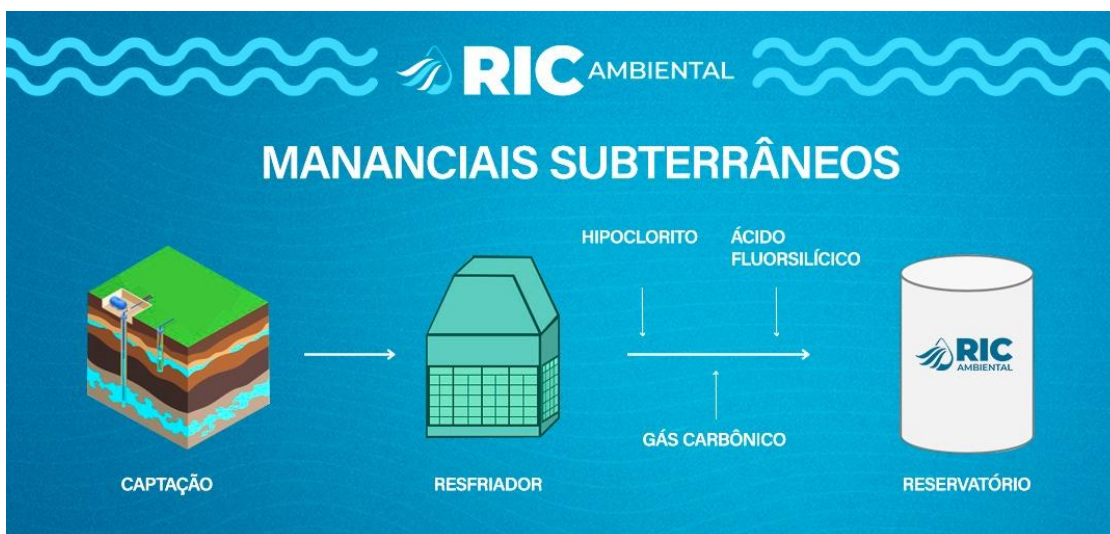 RIC AMBIENTAL
MANANCIAIS SUBTERRÂNEOS
HIPOCLORITO
ÁCIDO
FLUORSILÍCICO
GÁS CARBÔNICO
RIC
AMBIENTAL
CAPTAÇÃO
RESFRIADOR
RESERVATÓRIO